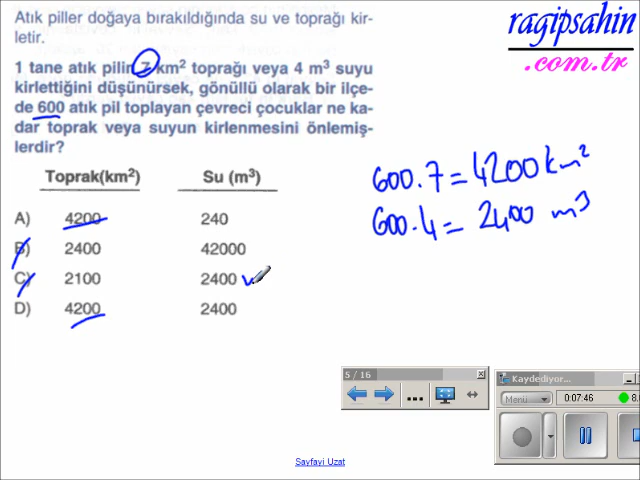 Atık piller doğaya bırakıldığında su ve toprağı kir-
letir.
ragipsahin
.com.tr
1 tane atık pilin 7 km² toprağı veya 4 m³ suyu
kirlettiğini düşünürsek, gönüllü olarak bir ilçe-
de 600 atık pil toplayan çevreci çocuklar ne ka-
dar toprak veya suyun kirlenmesini önlemiş-
lerdir?
600.7=4200 km²
600.4=2400 m³
Toprak(km²) Su (m³)
A) 4200 240
B) 2400 42000
C) 2100 2400
D) 4200 2400
5 / 16
Kaydediyor...
Menü 0:07:46 8.
Sayfayi Uzat